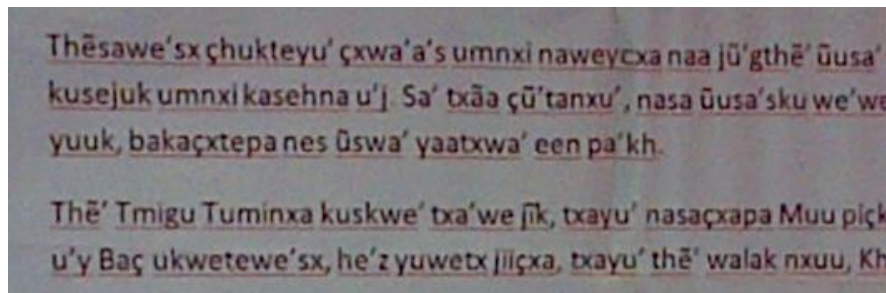 Thẽsawe’sx çhukteyu’ çxwa’a’s umnxi naweycxa naa jũ’gthẽ’ ũusa’
kusejuk umnxi kasehna u’j. Sa’ txãa çũ’tanxu’, nasa ũusa’sku we’we
yuuk, bakaçxtepa nes ũswa’ yaatxwa’ een pa’kh.
Thẽ’ Tmigu Tuminxa kuskwe’ txa’we jĩk, txayu’ nasaçxapa Muu piçk
u’y Baç ukwetewe’sx, he’z yuwetx jiiçxa, txayu’ thẽ’ walak nxuu, Kh